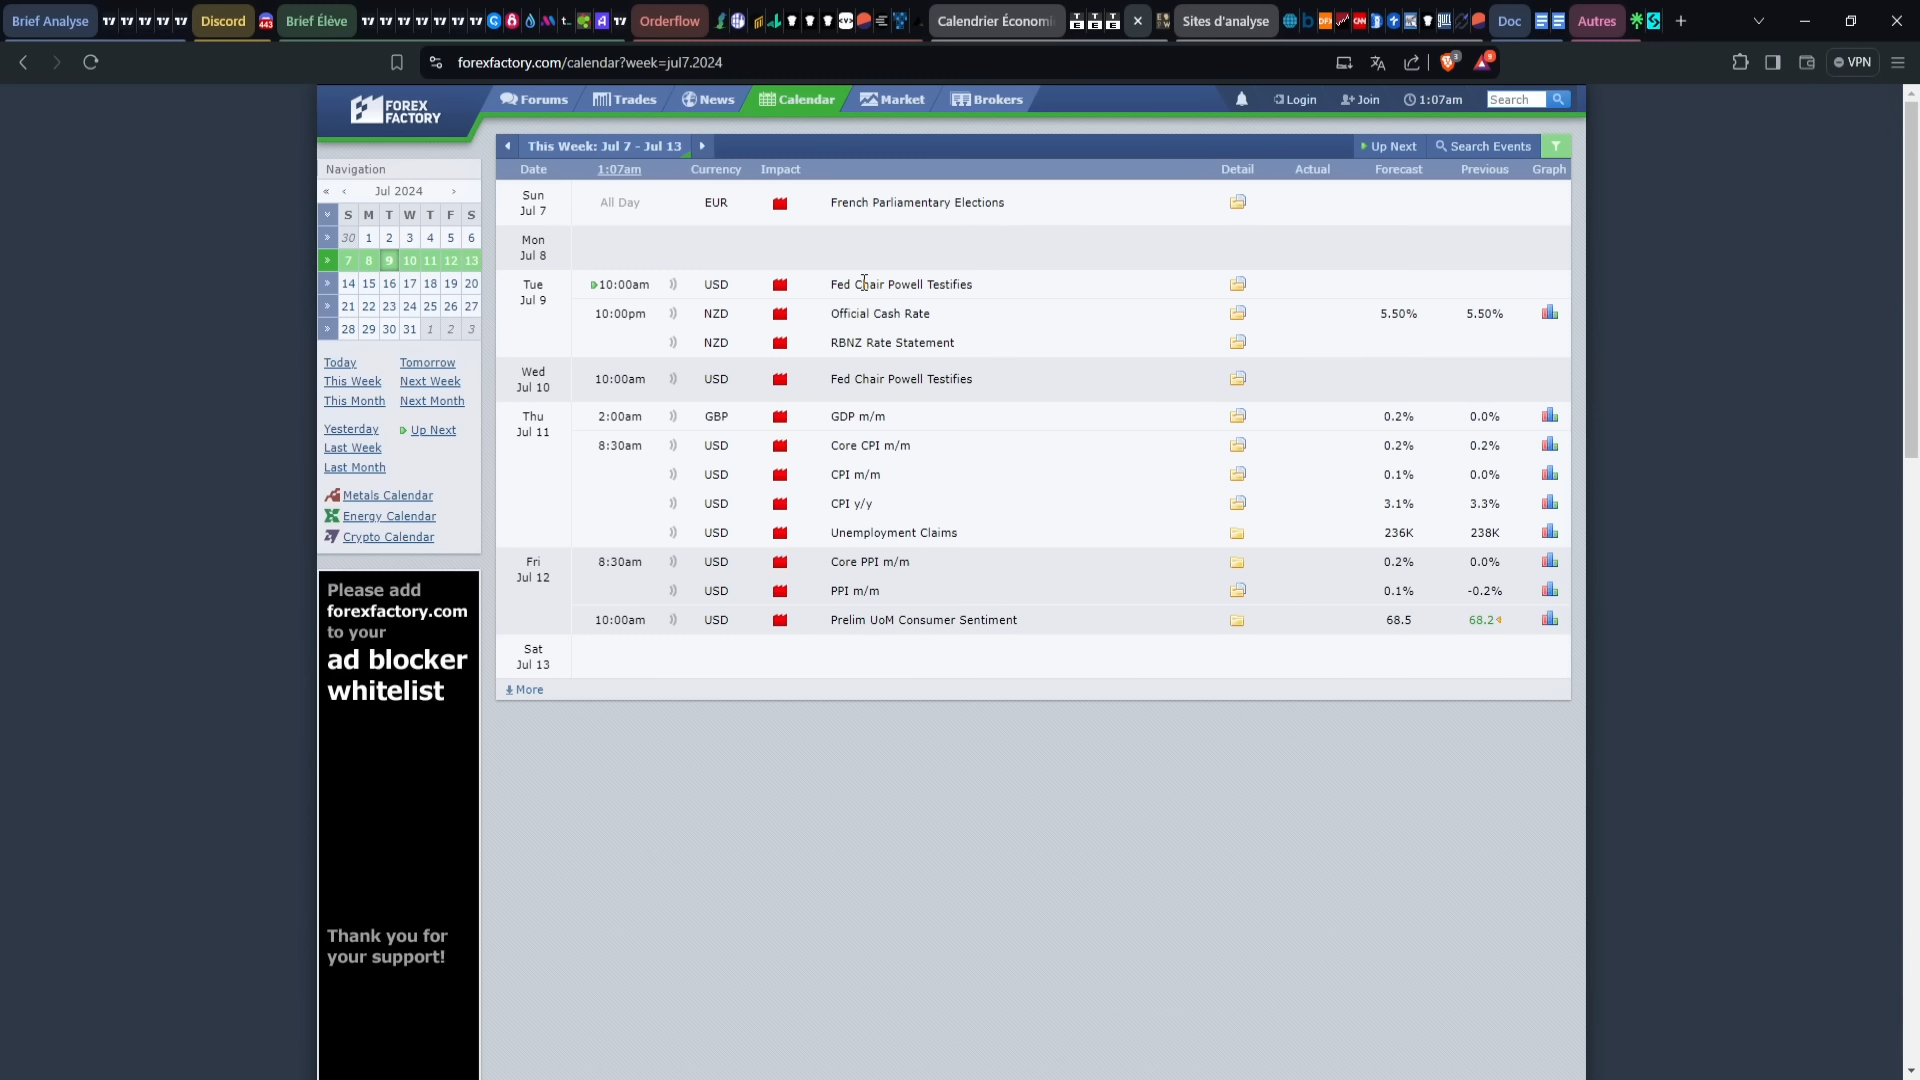 Brief Analyse Discord 443 Brief Élève Orderflow Calendrier Économi Sites d'analyse Doc Autres
forexfactory.com/calendar?week=jul7.2024 3 9 VPN
FOREX FACTORY Forums Trades News Calendar Market Brokers Login Join 1:07am Search
This Week: Jul 7 - Jul 13 Up Next Search Events
Date 1:07am Currency Impact Detail Actual Forecast Previous Graph
Sun Jul 7 All Day EUR French Parliamentary Elections
Mon Jul 8
Tue Jul 9 10:00am USD Fed Chair Powell Testifies
10:00pm NZD Official Cash Rate 5.50% 5.50%
NZD RBNZ Rate Statement
Wed Jul 10 10:00am USD Fed Chair Powell Testifies
Thu Jul 11 2:00am GBP GDP m/m 0.2% 0.0%
8:30am USD Core CPI m/m 0.2% 0.2%
USD CPI m/m 0.1% 0.0%
USD CPI y/y 3.1% 3.3%
USD Unemployment Claims 236K 238K
Fri Jul 12 8:30am USD Core PPI m/m 0.2% 0.0%
USD PPI m/m 0.1% -0.2%
10:00am USD Prelim UoM Consumer Sentiment 68.5 68.2
Sat Jul 13
More
Navigation
« ‹ Jul 2024 ›
S M T W T F S
30 1 2 3 4 5 6
7 8 9 10 11 12 13
14 15 16 17 18 19 20
21 22 23 24 25 26 27
28 29 30 31 1 2 3
Today Tomorrow
This Week Next Week
This Month Next Month
Yesterday Up Next
Last Week
Last Month
Metals Calendar
Energy Calendar
Crypto Calendar
Please add
forexfactory.com
to your
ad blocker
whitelist
Thank you for
your support!